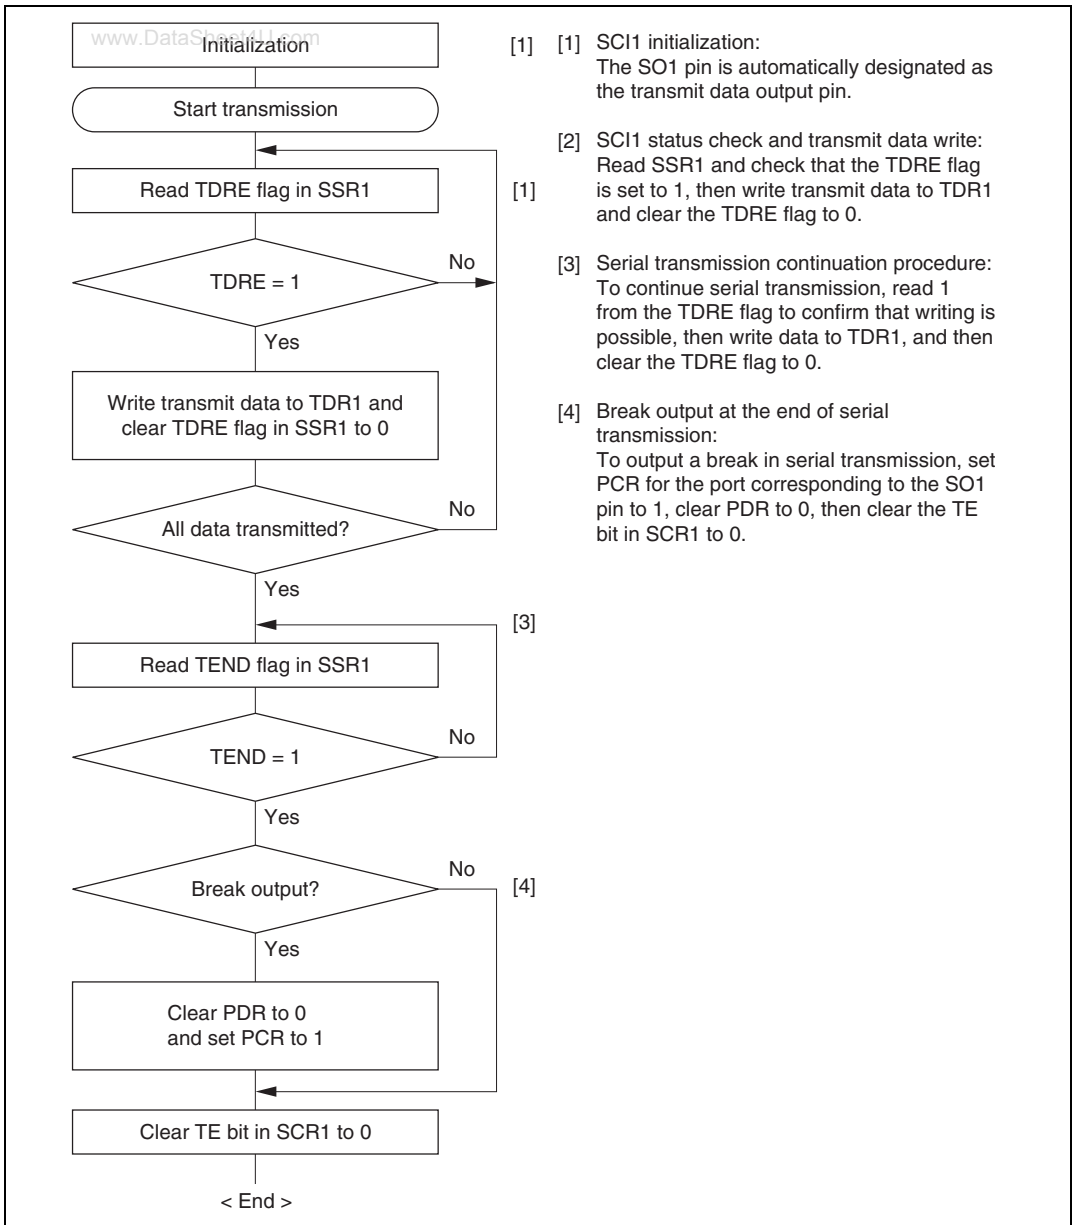 www.DataSheet4U.com
Initialization
[1]
Start transmission
Read TDRE flag in SSR1
[1]
TDRE = 1
No
Yes
Write transmit data to TDR1 and
clear TDRE flag in SSR1 to 0
All data transmitted?
No
Yes
[3]
Read TEND flag in SSR1
TEND = 1
No
Yes
Break output?
No
[4]
Yes
Clear PDR to 0
and set PCR to 1
Clear TE bit in SCR1 to 0
< End >
[1] SCI1 initialization:
The SO1 pin is automatically designated as
the transmit data output pin.
[2] SCI1 status check and transmit data write:
Read SSR1 and check that the TDRE flag
is set to 1, then write transmit data to TDR1
and clear the TDRE flag to 0.
[3] Serial transmission continuation procedure:
To continue serial transmission, read 1
from the TDRE flag to confirm that writing is
possible, then write data to TDR1, and then
clear the TDRE flag to 0.
[4] Break output at the end of serial
transmission:
To output a break in serial transmission, set
PCR for the port corresponding to the SO1
pin to 1, clear PDR to 0, then clear the TE
bit in SCR1 to 0.